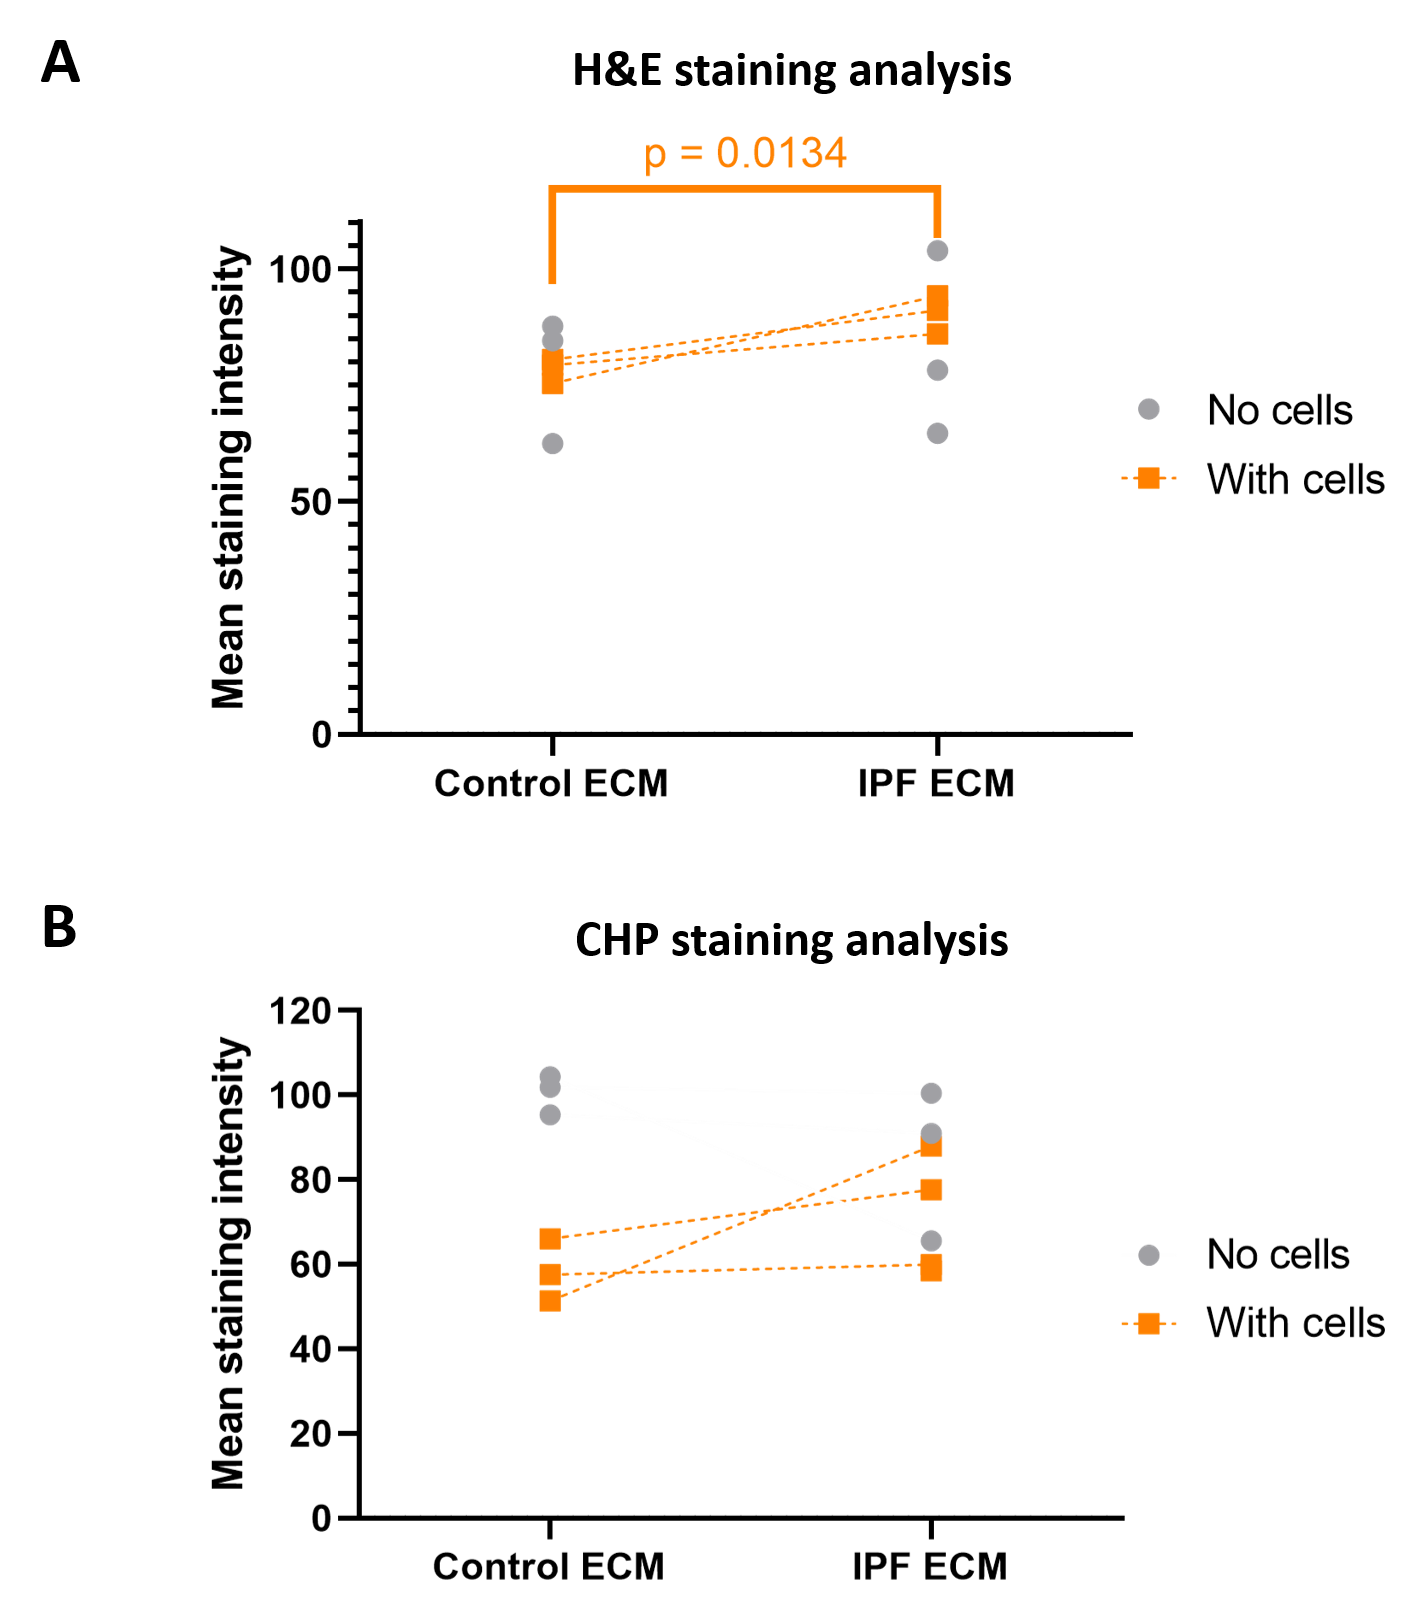 A
H&E staining analysis
p = 0.0134
Mean staining intensity
100
50
0
Control ECM
IPF ECM
No cells
With cells
B
CHP staining analysis
Mean staining intensity
120
100
80
60
40
20
0
Control ECM
IPF ECM
No cells
With cells